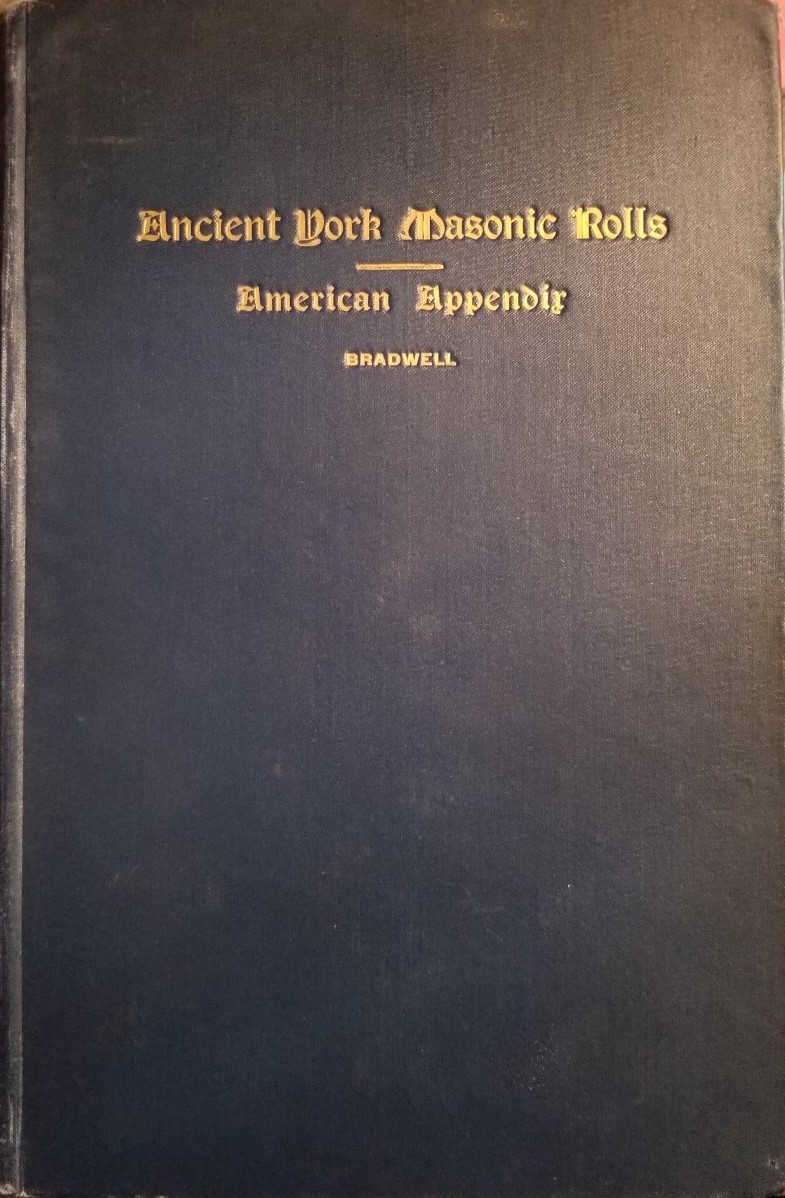 Ancient York Masonic Rolls
American Appendix
BRADWELL